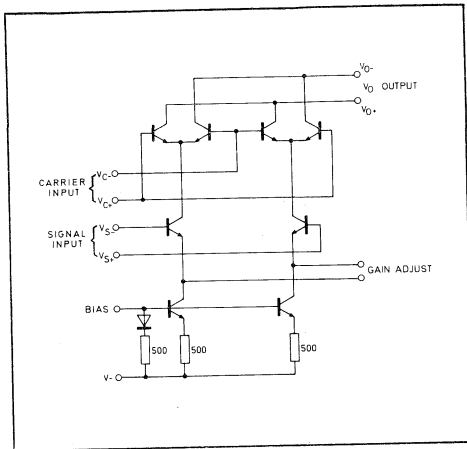 VO-
VO OUTPUT
VO+
CARRIER
INPUT
VC-
VC+
SIGNAL
INPUT
VS-
VS+
GAIN ADJUST
BIAS
500
500
500
V-